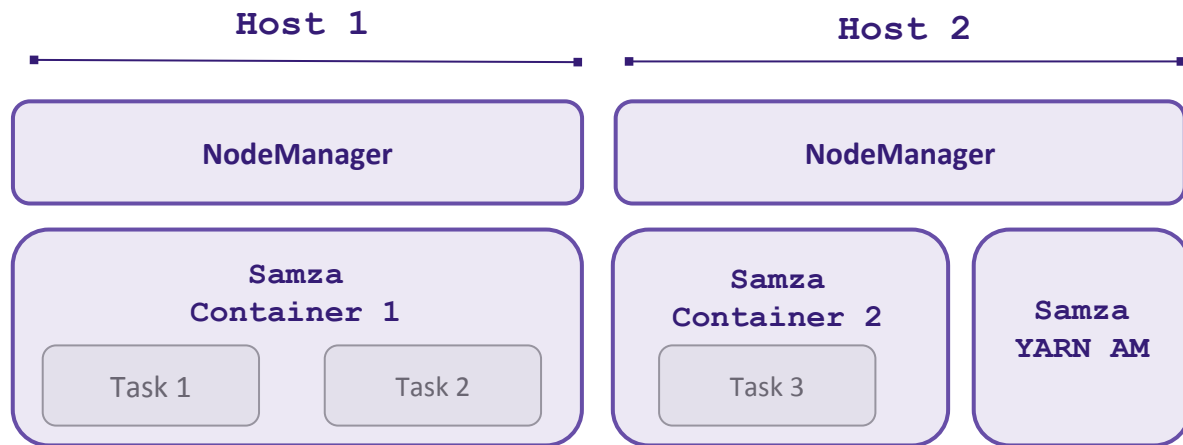 Host 1
Host 2
NodeManager
NodeManager
Samza
Container 1
Task 1
Task 2
Samza
Container 2
Task 3
Samza
YARN AM